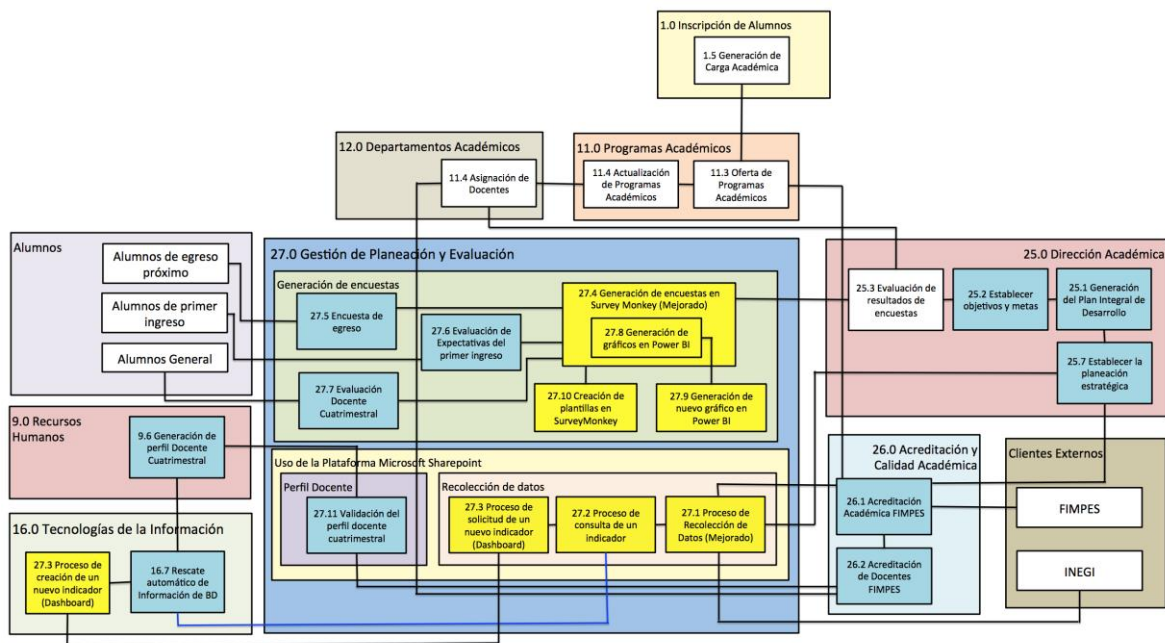 1.0 Inscripción de Alumnos
1.5 Generación de
Carga Académica
12.0 Departamentos Académicos
11.4 Asignación de
Docentes
11.0 Programas Académicos
11.4 Actualización
de Programas
Académicos
11.3 Oferta de
Programas
Académicos
Alumnos
Alumnos de egreso
próximo
Alumnos de primer
ingreso
Alumnos General
27.0 Gestión de Planeación y Evaluación
Generación de encuestas
27.5 Encuesta de
egreso
27.6 Evaluación de
Expectativas del
primer ingreso
27.7 Evaluación
Docente
Cuatrimestral
27.4 Generación de encuestas en
Survey Monkey (Mejorado)
27.8 Generación de
gráficos en Power BI
27.10 Creación de
plantillas en
SurveyMonkey
27.9 Generación de
nuevo gráfico en
Power BI
25.0 Dirección Académica
25.3 Evaluación de
resultados de
encuestas
25.2 Establecer
objetivos y metas
25.1 Generación
del Plan Integral de
Desarrollo
25.7 Establecer la
planeación
estratégica
9.0 Recursos
Humanos
9.6 Generación de
perfil Docente
Cuatrimestral
Uso de la Plataforma Microsoft Sharepoint
Perfil Docente
27.11 Validación del
perfil docente
cuatrimestral
Recolección de datos
27.3 Proceso de
solicitud de un
nuevo indicador
(Dashboard)
27.2 Proceso de
consulta de un
indicador
27.1 Proceso de
Recolección de
Datos (Mejorado)
26.0 Acreditación y
Calidad Académica
26.1 Acreditación
Académica FIMPES
26.2 Acreditación
de Docentes
FIMPES
Clientes Externos
FIMPES
INEGI
16.0 Tecnologías de la Información
27.3 Proceso de
creación de un
nuevo indicador
(Dashboard)
16.7 Rescate
automático de
Información de BD